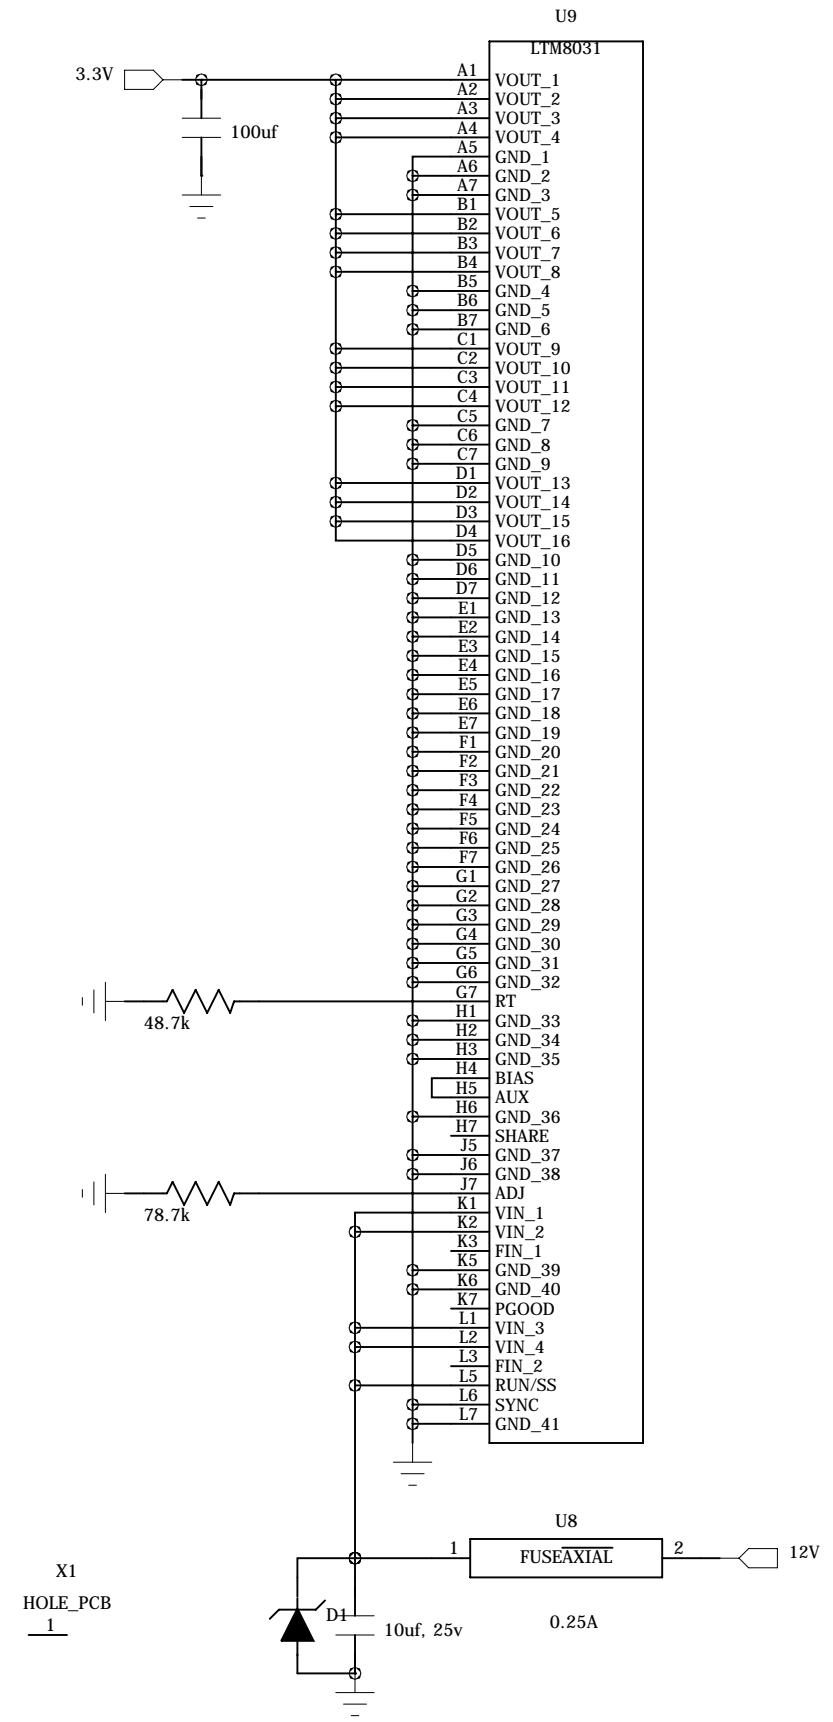 U9
LTM8031
3.3V
100uf
A1 VOUT_1
A2 VOUT_2
A3 VOUT_3
A4 VOUT_4
A5 GND_1
A6 GND_2
A7 GND_3
B1 VOUT_5
B2 VOUT_6
B3 VOUT_7
B4 VOUT_8
B5 GND_4
B6 GND_5
B7 GND_6
C1 VOUT_9
C2 VOUT_10
C3 VOUT_11
C4 VOUT_12
C5 GND_7
C6 GND_8
C7 GND_9
D1 VOUT_13
D2 VOUT_14
D3 VOUT_15
D4 VOUT_16
D5 GND_10
D6 GND_11
D7 GND_12
E1 GND_13
E2 GND_14
E3 GND_15
E4 GND_16
E5 GND_17
E6 GND_18
E7 GND_19
F1 GND_20
F2 GND_21
F3 GND_22
F4 GND_23
F5 GND_24
F6 GND_25
F7 GND_26
G1 GND_27
G2 GND_28
G3 GND_29
G4 GND_30
G5 GND_31
G6 GND_32
G7 RT
48.7k
H1 GND_33
H2 GND_34
H3 GND_35
H4 BIAS
H5 AUX
H6 GND_36
H7 SHARE
J5 GND_37
J6 GND_38
J7 ADJ
78.7k
K1 VIN_1
K2 VIN_2
K3 FIN_1
K5 GND_39
K6 GND_40
K7 PGOOD
L1 VIN_3
L2 VIN_4
L3 FIN_2
L5 RUN/SS
L6 SYNC
L7 GND_41
U8
1 FUSEAXIAL 2
12V
0.25A
X1
HOLE_PCB
1
D1
10uf, 25v